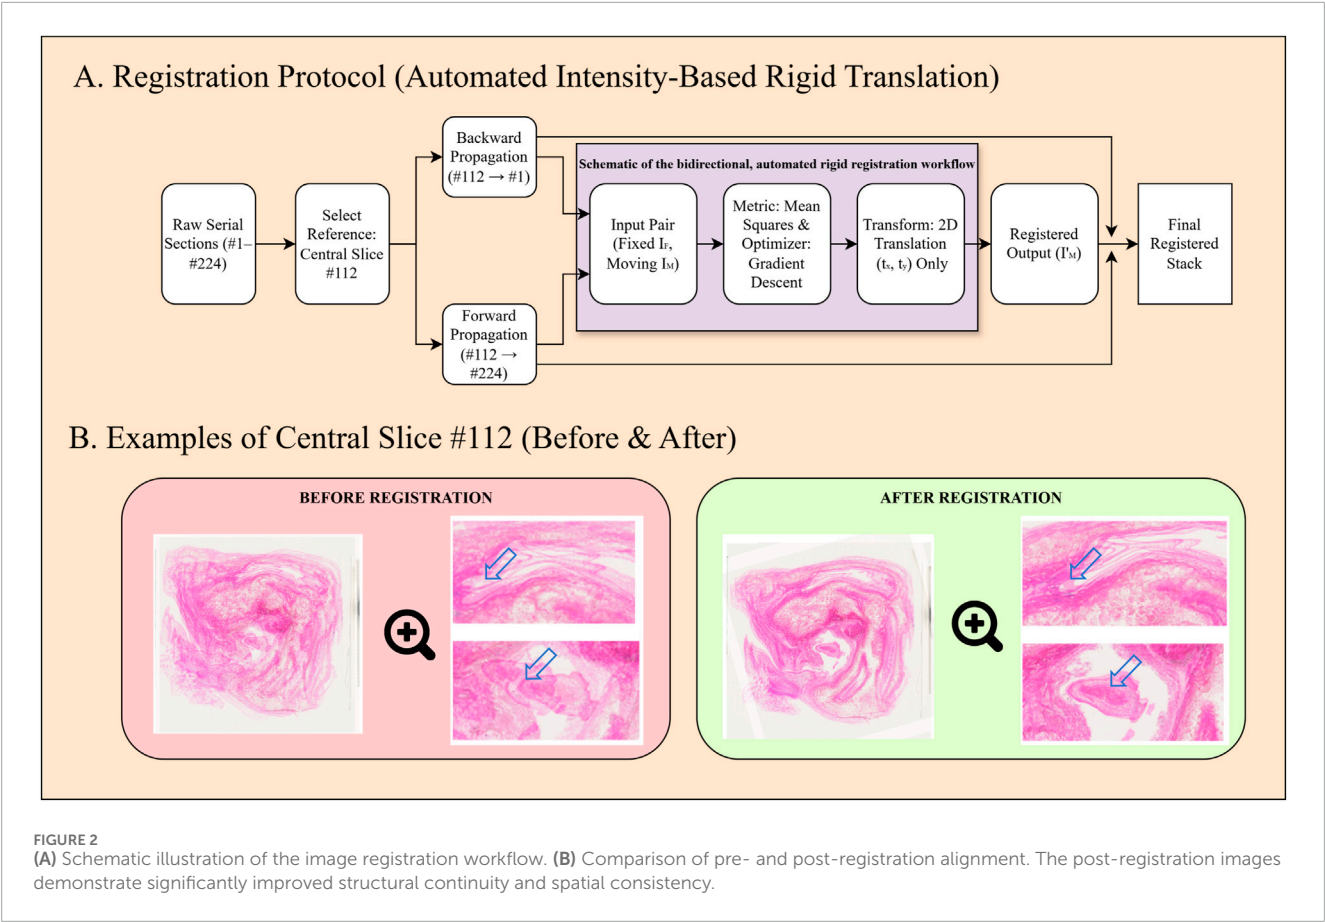 A. Registration Protocol (Automated Intensity-Based Rigid Translation)
Raw Serial
Sections (#1–
#224)
Select
Reference:
Central Slice
#112
Backward
Propagation
(#112 → #1)
Forward
Propagation
(#112 →
#224)
Schematic of the bidirectional, automated rigid registration workflow
Input Pair
(Fixed I_F,
Moving I_M)
Metric: Mean
Squares &
Optimizer:
Gradient
Descent
Transform: 2D
Translation
(tₓ, tᵧ) Only
Registered
Output (I'_M)
Final
Registered
Stack
B. Examples of Central Slice #112 (Before & After)
BEFORE REGISTRATION
AFTER REGISTRATION
FIGURE 2
(A) Schematic illustration of the image registration workflow. (B) Comparison of pre- and post-registration alignment. The post-registration images
demonstrate significantly improved structural continuity and spatial consistency.